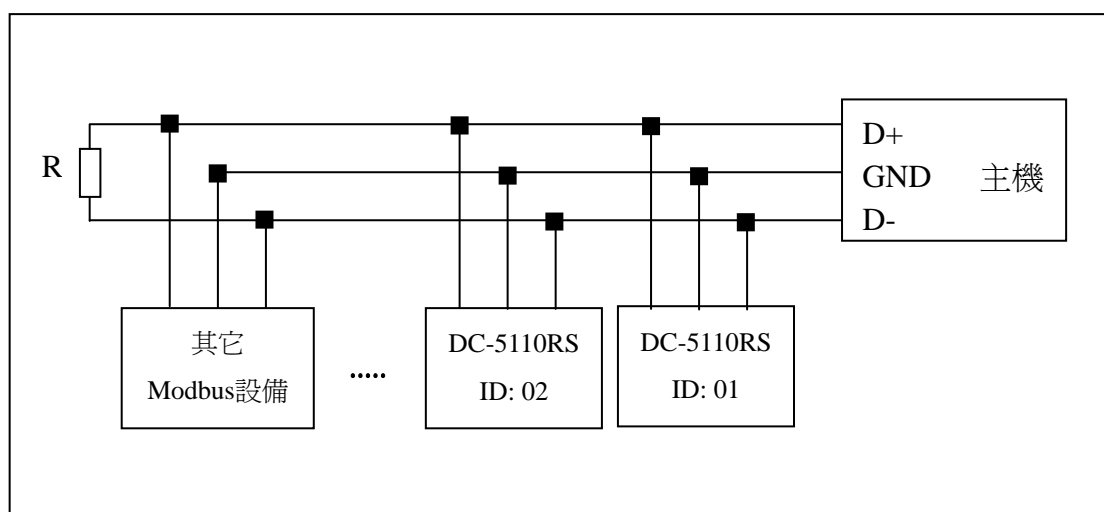 D+
R
GND 主機
D-
其它
Modbus設備
.....
DC-5110RS
ID: 02
DC-5110RS
ID: 01